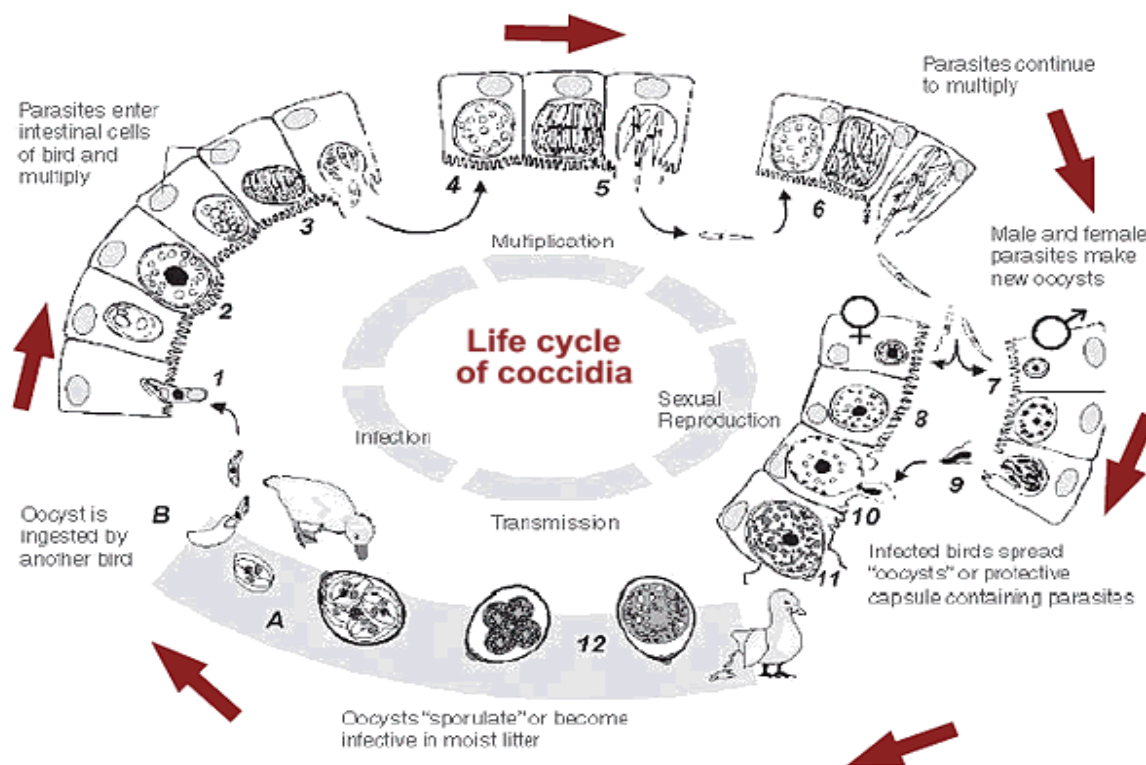 Parasites enter
intestinal cells
of bird and
multiply
Parasites continue
to multiply
Male and female
parasites make
new oocysts
Multiplication
Life cycle
of coccidia
Sexual
Reproduction
Infection
Transmission
Oocyst is
ingested by
another bird
Infected birds spread
"oocysts" or protective
capsule containing parasites
Oocysts "sporulate" or become
infective in moist litter
1
2
3
4
5
6
7
8
9
10
11
12
A
B